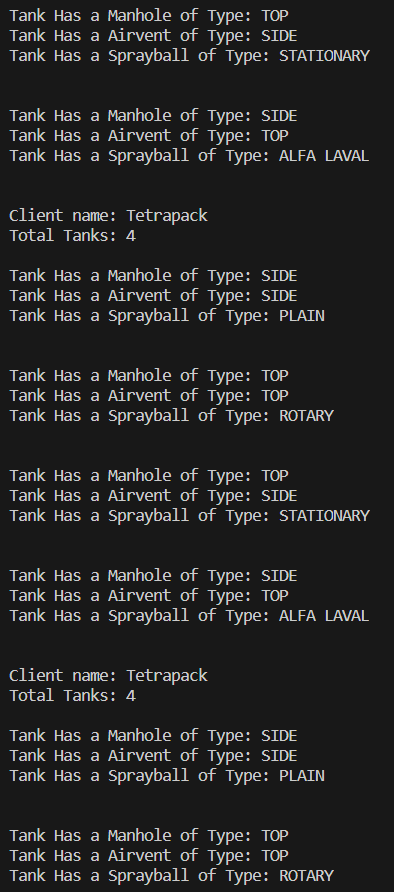 Tank Has a Manhole of Type: TOP
Tank Has a Airvent of Type: SIDE
Tank Has a Sprayball of Type: STATIONARY
Tank Has a Manhole of Type: SIDE
Tank Has a Airvent of Type: TOP
Tank Has a Sprayball of Type: ALFA LAVAL
Client name: Tetrapack
Total Tanks: 4
Tank Has a Manhole of Type: SIDE
Tank Has a Airvent of Type: SIDE
Tank Has a Sprayball of Type: PLAIN
Tank Has a Manhole of Type: TOP
Tank Has a Airvent of Type: TOP
Tank Has a Sprayball of Type: ROTARY
Tank Has a Manhole of Type: TOP
Tank Has a Airvent of Type: SIDE
Tank Has a Sprayball of Type: STATIONARY
Tank Has a Manhole of Type: SIDE
Tank Has a Airvent of Type: TOP
Tank Has a Sprayball of Type: ALFA LAVAL
Client name: Tetrapack
Total Tanks: 4
Tank Has a Manhole of Type: SIDE
Tank Has a Airvent of Type: SIDE
Tank Has a Sprayball of Type: PLAIN
Tank Has a Manhole of Type: TOP
Tank Has a Airvent of Type: TOP
Tank Has a Sprayball of Type: ROTARY